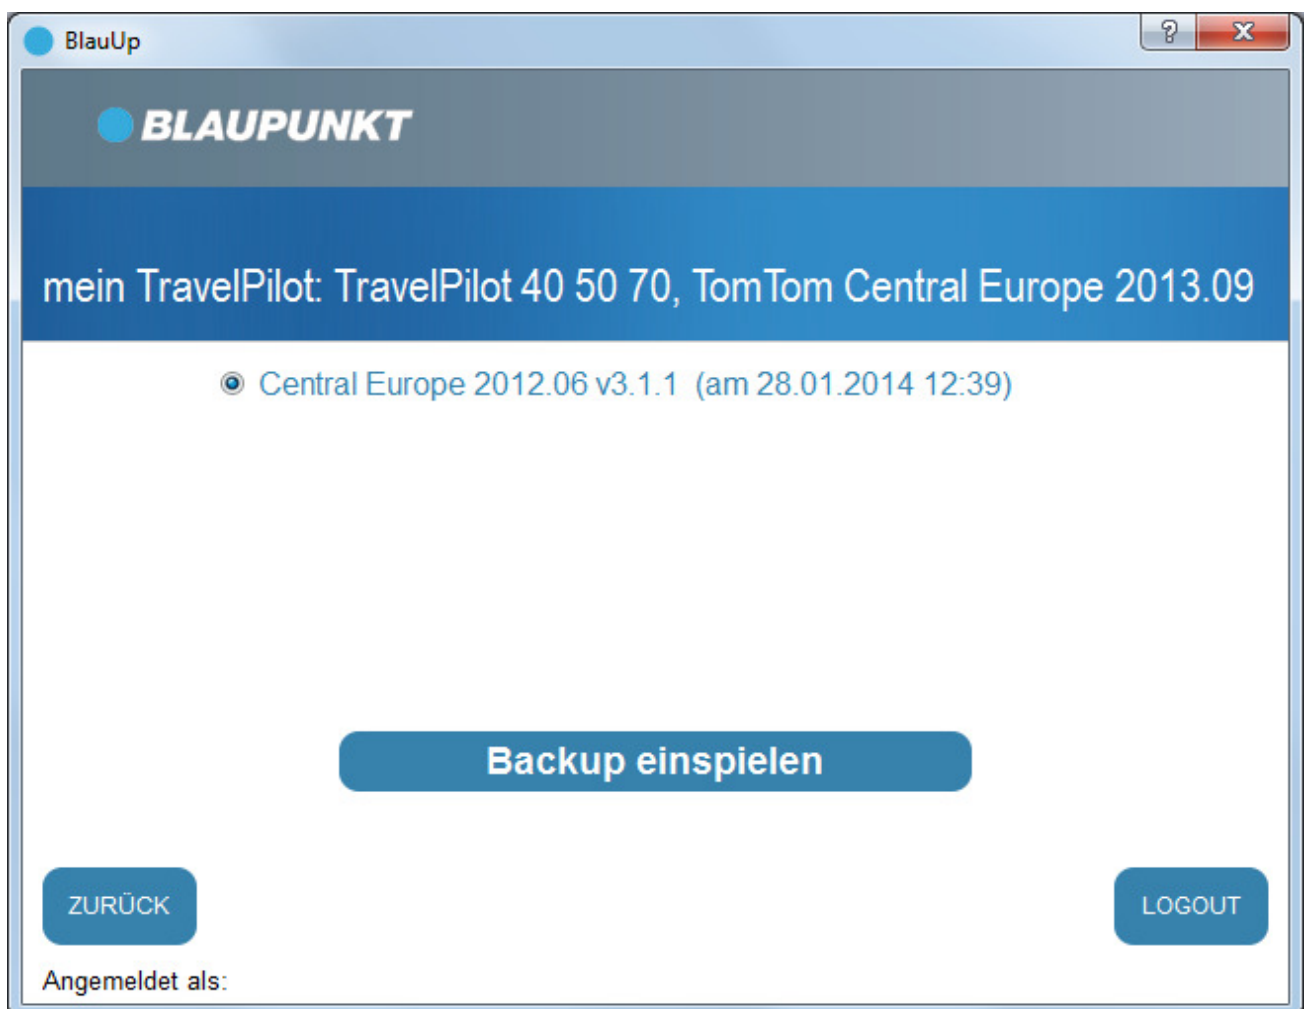 BlauUp
?
X
BLAUPUNKT
mein TravelPilot: TravelPilot 40 50 70, TomTom Central Europe 2013.09
Central Europe 2012.06 v3.1.1 (am 28.01.2014 12:39)
Backup einspielen
ZURÜCK
LOGOUT
Angemeldet als: